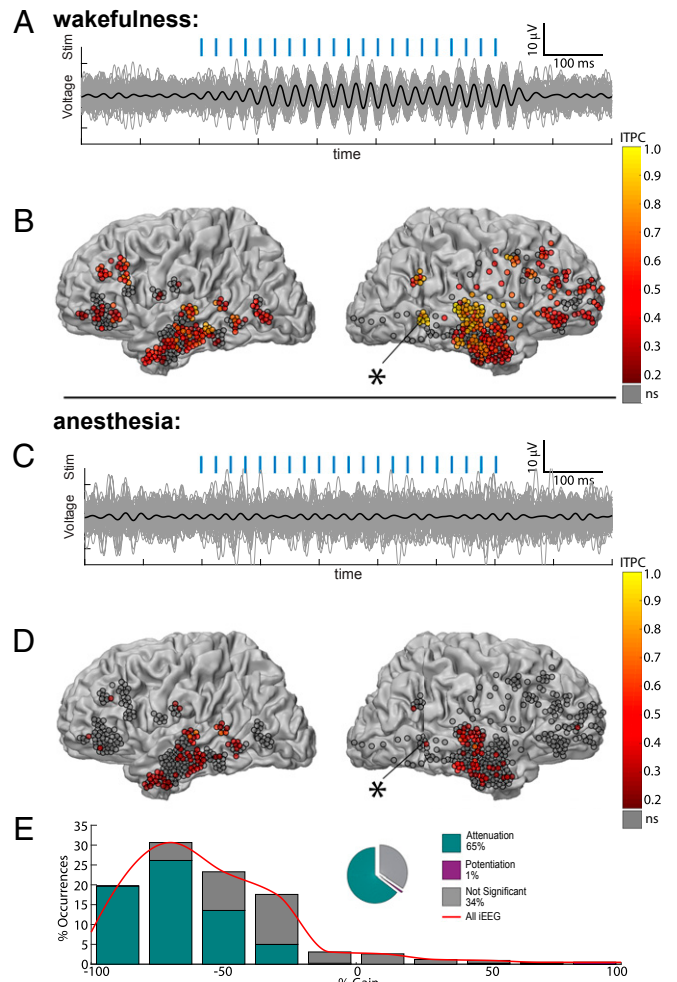 A wakefulness:
Stim
Voltage
10 µV
100 ms
time
ITPC
1.0
0.9
0.8
0.7
0.6
0.5
0.4
0.3
0.2
ns
B
*
anesthesia:
C
Stim
Voltage
10 µV
100 ms
time
ITPC
1.0
0.9
0.8
0.7
0.6
0.5
0.4
0.3
0.2
ns
D
*
E
% Occurrences
35
30
25
20
15
10
5
0
Attenuation
65%
Potentiation
1%
Not Significant
34%
All iEEG
-100 -50 0 50 100
% Gain